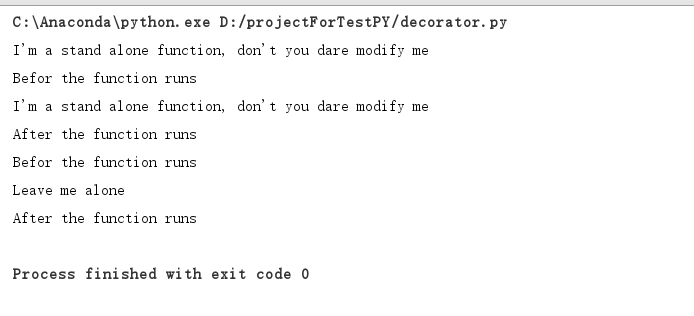 C:\Anaconda\python.exe D:/projectForTestPY/decorator.py
I'm a stand alone function, don't you dare modify me
Befor the function runs
I'm a stand alone function, don't you dare modify me
After the function runs
Befor the function runs
Leave me alone
After the function runs
Process finished with exit code 0